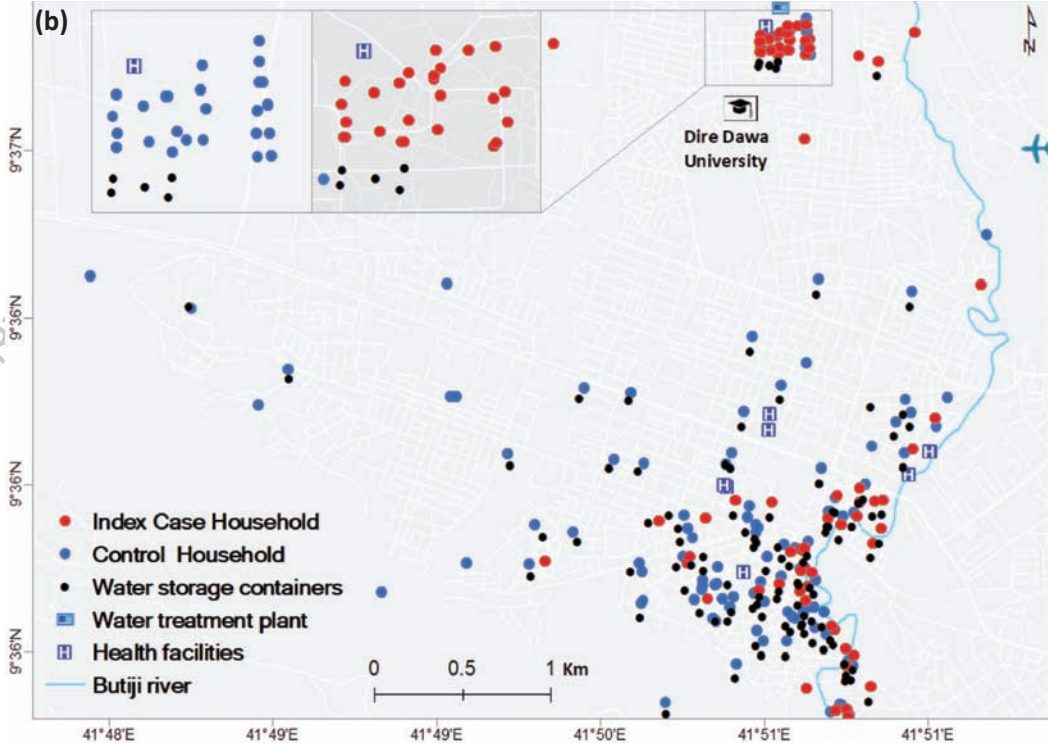 (b)
N
H
H
H
Dire Dawa
University
9°37'N
9°36'N
9°36'N
9°36'N
H
H
H
H
H
H
Index Case Household
Control Household
Water storage containers
Water treatment plant
H Health facilities
Butiji river
0 0.5 1 Km
41°48'E 41°49'E 41°49'E 41°50'E 41°51'E 41°51'E